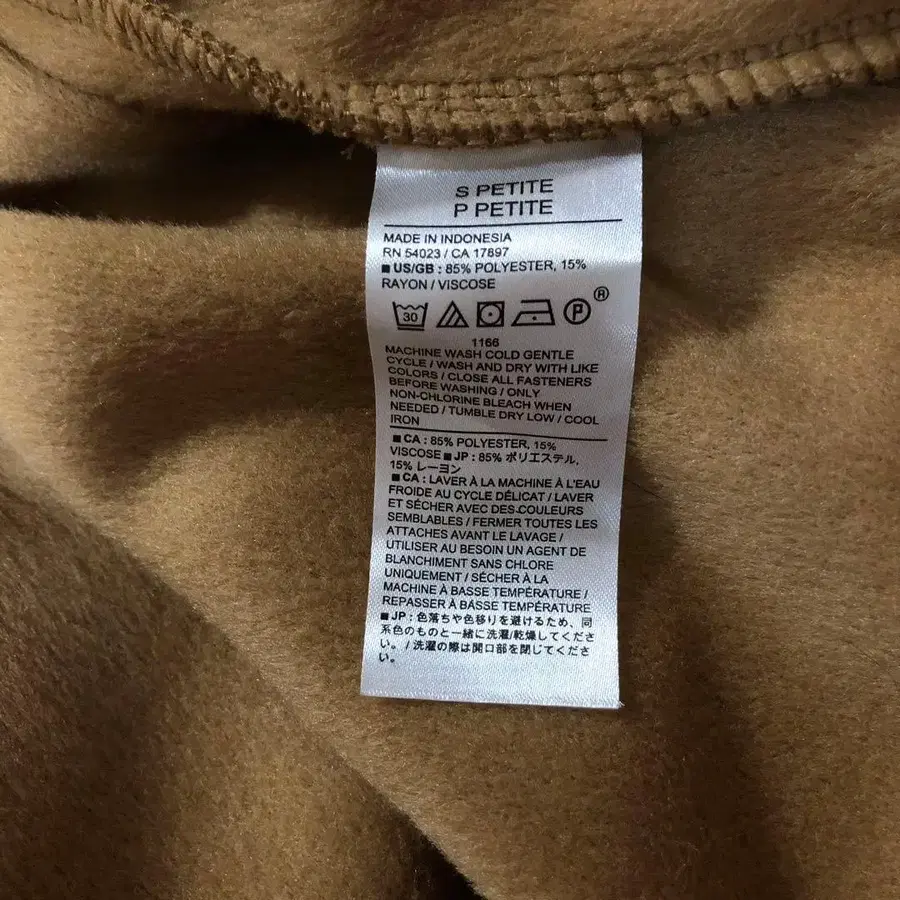 S PETITE
P PETITE
MADE IN INDONESIA
RN 54023 / CA 17897
■ US/GB : 85% POLYESTER, 15%
RAYON / VISCOSE
30 P ®
1166
MACHINE WASH COLD GENTLE
CYCLE / WASH AND DRY WITH LIKE
COLORS / CLOSE ALL FASTENERS
BEFORE WASHING / ONLY
NON-CHLORINE BLEACH WHEN
NEEDED / TUMBLE DRY LOW / COOL
IRON
■ CA : 85% POLYESTER, 15%
VISCOSE ■ JP : 85% ポリエステル,
15% レーヨン
■ CA : LAVER À LA MACHINE À L'EAU
FROIDE AU CYCLE DÉLICAT / LAVER
ET SÉCHER AVEC DES COULEURS
SEMBLABLES / FERMER TOUTES LES
ATTACHES AVANT LE LAVAGE /
UTILISER AU BESOIN UN AGENT DE
BLANCHIMENT SANS CHLORE
UNIQUEMENT / SÉCHER À LA
MACHINE À BASSE TEMPÉRATURE /
REPASSER À BASSE TEMPÉRATURE
■ JP : 色落ちや色移りを避けるため、同
系色のものと一緒に洗濯/乾燥してくださ
い。 / 洗濯の際は開口部を閉じてくださ
い。